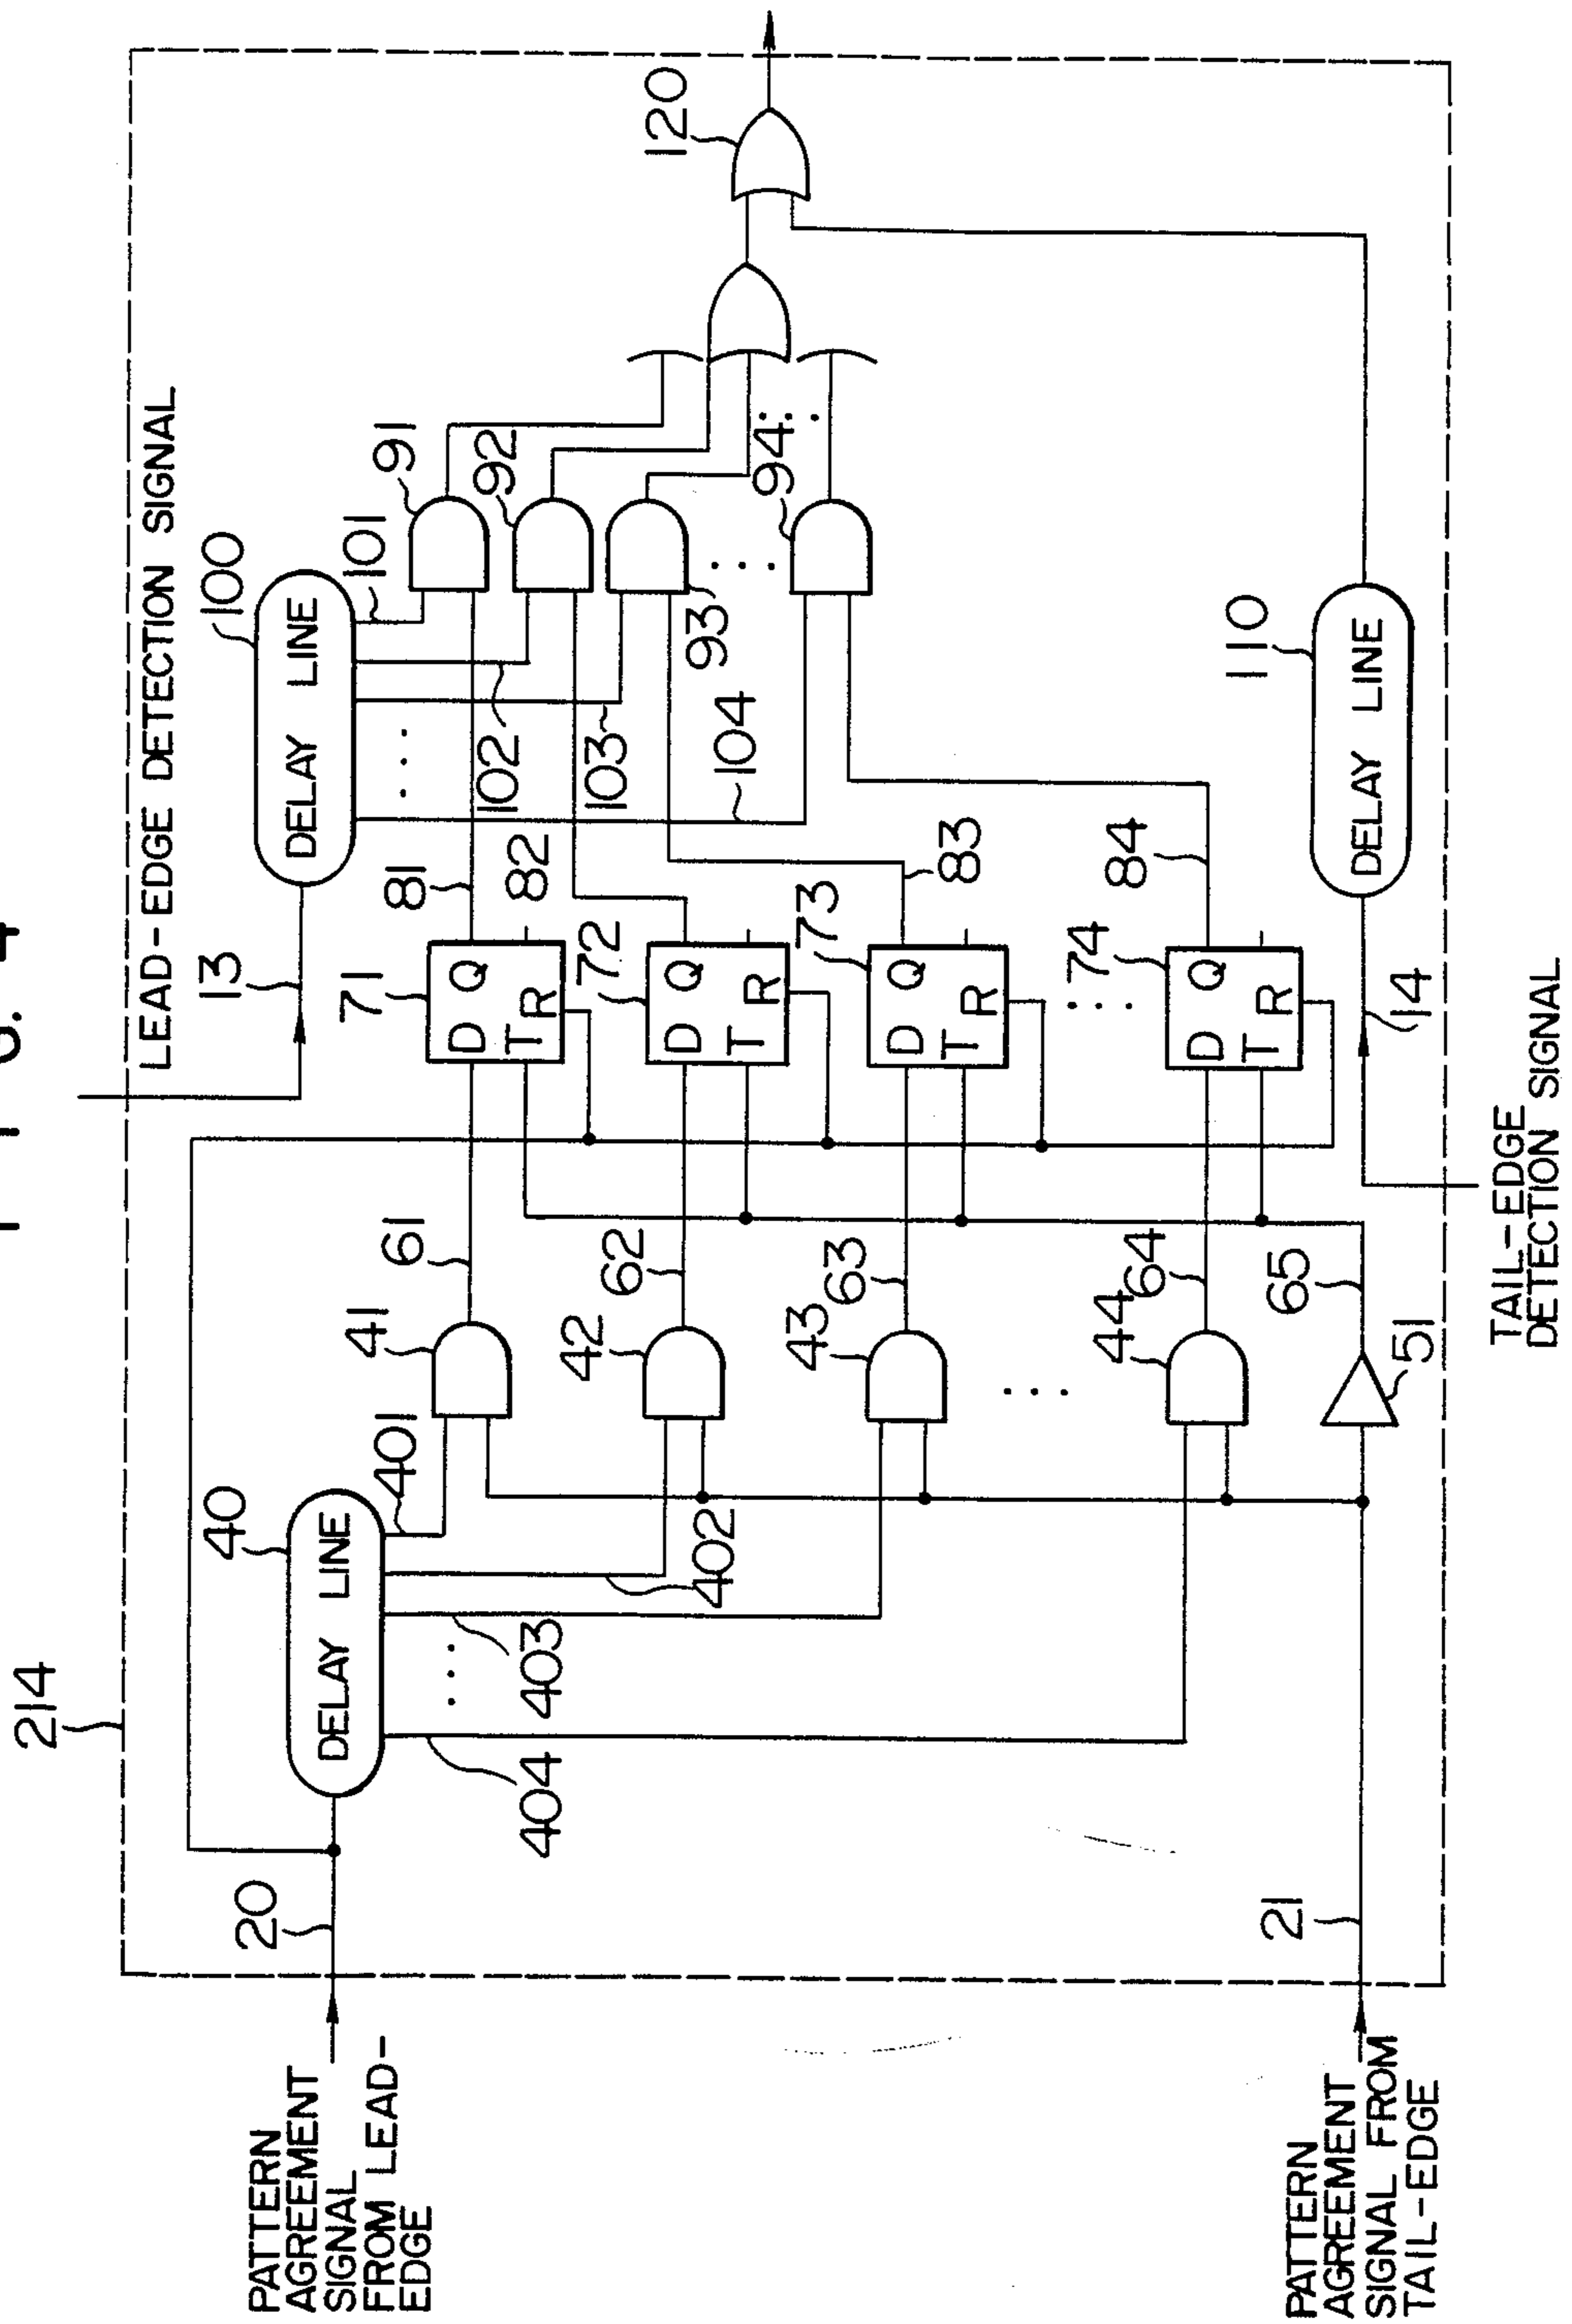 214
LEAD-EDGE DETECTION SIGNAL
13
100
DELAY LINE
101
102
103
104
91
92
93
94
120
20
40
DELAY LINE
401
402
403
404
41
42
43
44
61
62
63
64
65
51
71
D Q
T
R
81
82
72
D Q
T
R
73
D Q
T
R
83
74
D Q
T
R
84
110
DELAY LINE
14
21
PATTERN
AGREEMENT
SIGNAL
FROM LEAD-
EDGE
PATTERN
AGREEMENT
SIGNAL FROM
TAIL-EDGE
TAIL-EDGE
DETECTION SIGNAL